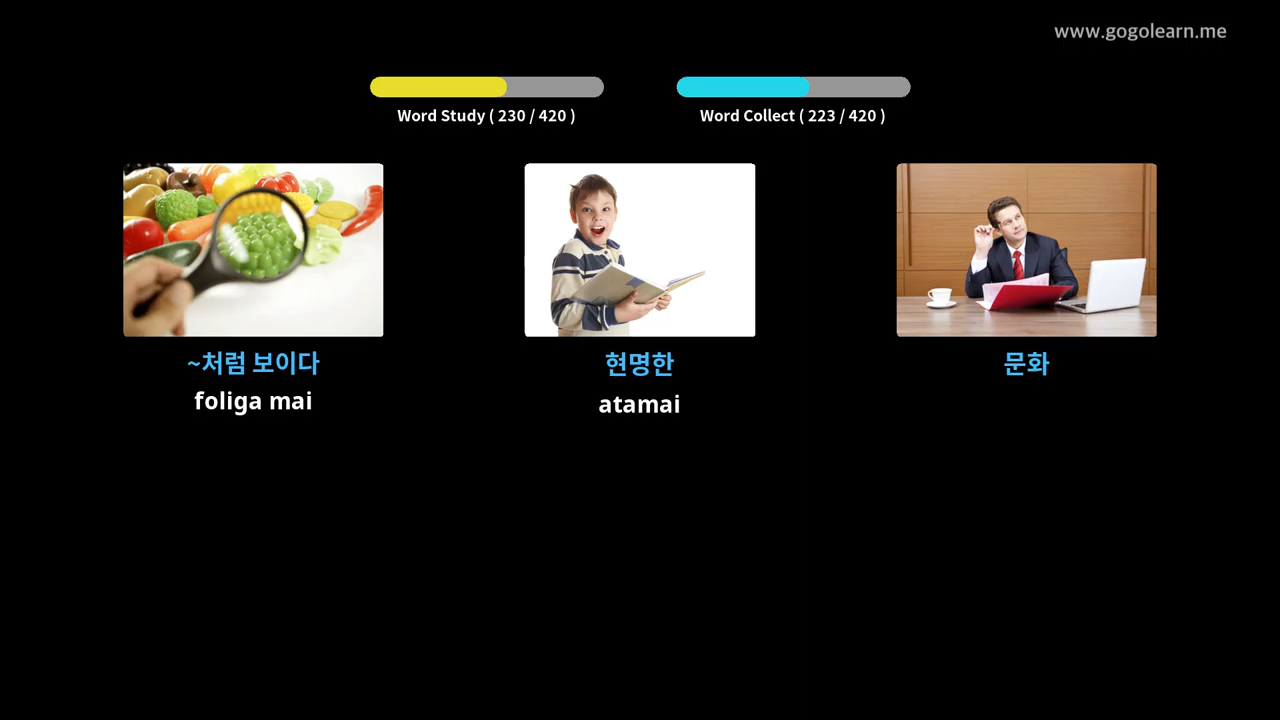 www.gogolearn.me
Word Study ( 230 / 420 )
Word Collect ( 223 / 420 )
~처럼 보이다
foliga mai
현명한
atamai
문화